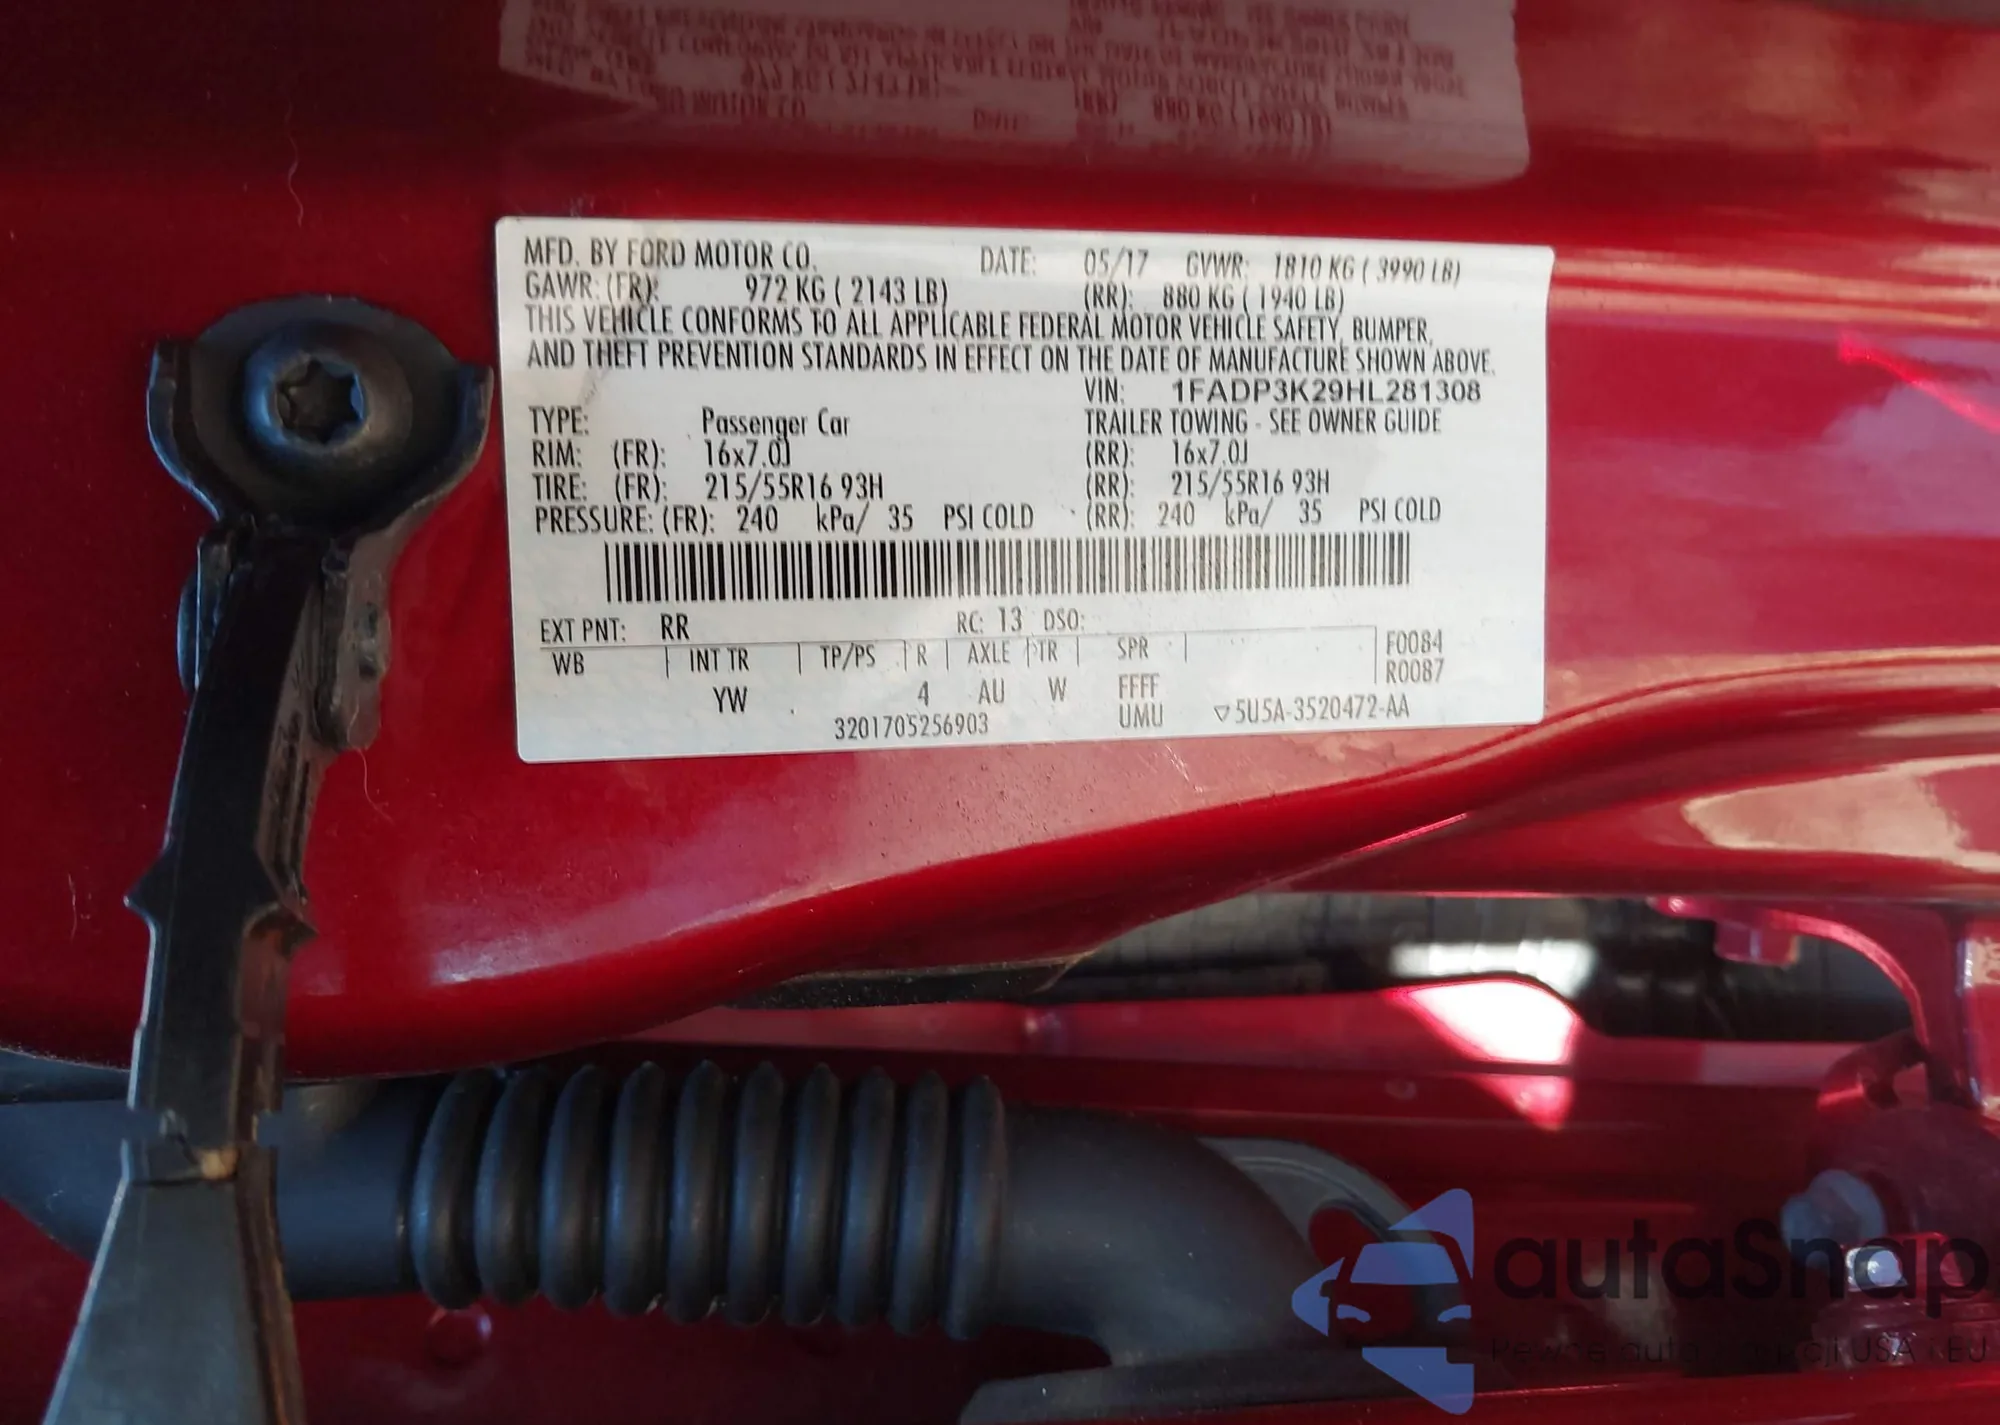 MFD. BY FORD MOTOR CO. DATE: 05/17 GVWR: 1810 KG ( 3990 LB)
GAWR: (FR): 972 KG ( 2143 LB) (RR): 880 KG ( 1940 LB)
THIS VEHICLE CONFORMS TO ALL APPLICABLE FEDERAL MOTOR VEHICLE SAFETY, BUMPER,
AND THEFT PREVENTION STANDARDS IN EFFECT ON THE DATE OF MANUFACTURE SHOWN ABOVE.
VIN: 1FADP3K29HL281308
TYPE: Passenger Car TRAILER TOWING - SEE OWNER GUIDE
RIM: (FR): 16x7.0J (RR): 16x7.0J
TIRE: (FR): 215/55R16 93H (RR): 215/55R16 93H
PRESSURE: (FR): 240 kPa/ 35 PSI COLD (RR): 240 kPa/ 35 PSI COLD
EXT PNT: RR RC: 13 DSO:
WB INT TR TP/PS R AXLE TR SPR F0084
R0087
YW 4 AU W FFFF
3201705256903 UMU ▽5U5A-3520472-AA
autoSnap
auta USA EU